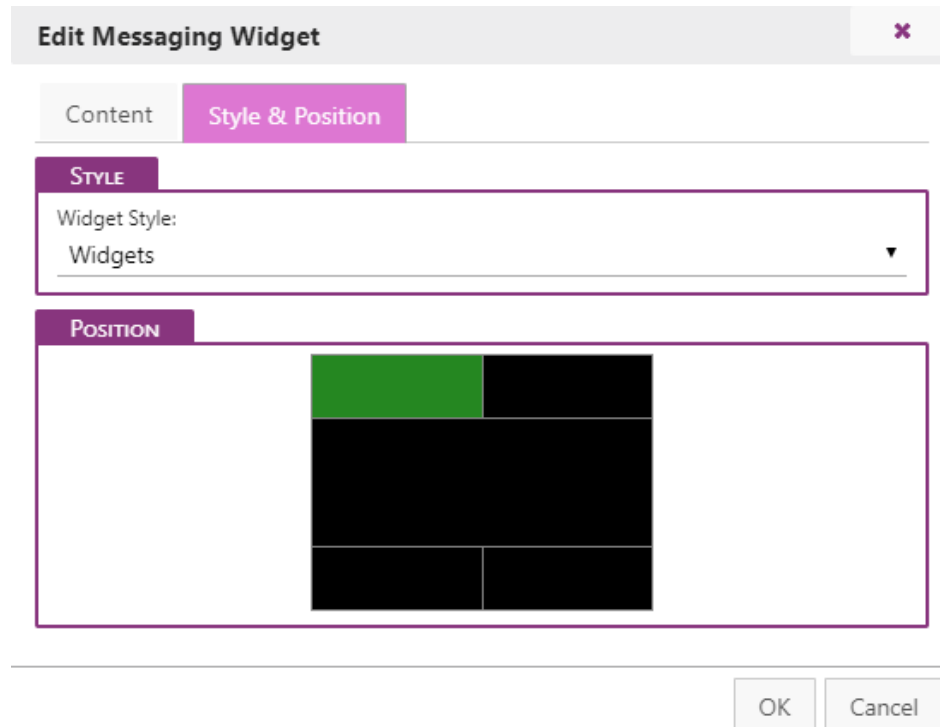 Edit Messaging Widget
Content
Style & Position
Style
Widget Style:
Widgets
Position
OK
Cancel